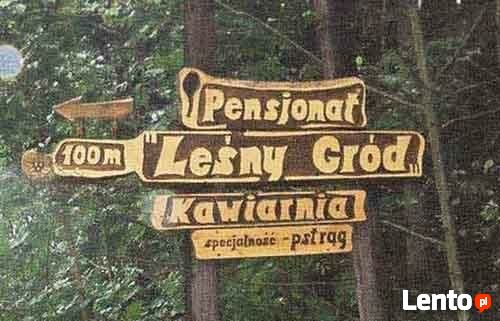 Pensjonat
100m "Leśny Gród"
Kawiarnia
specjalność - pstrąg
Lento.pl